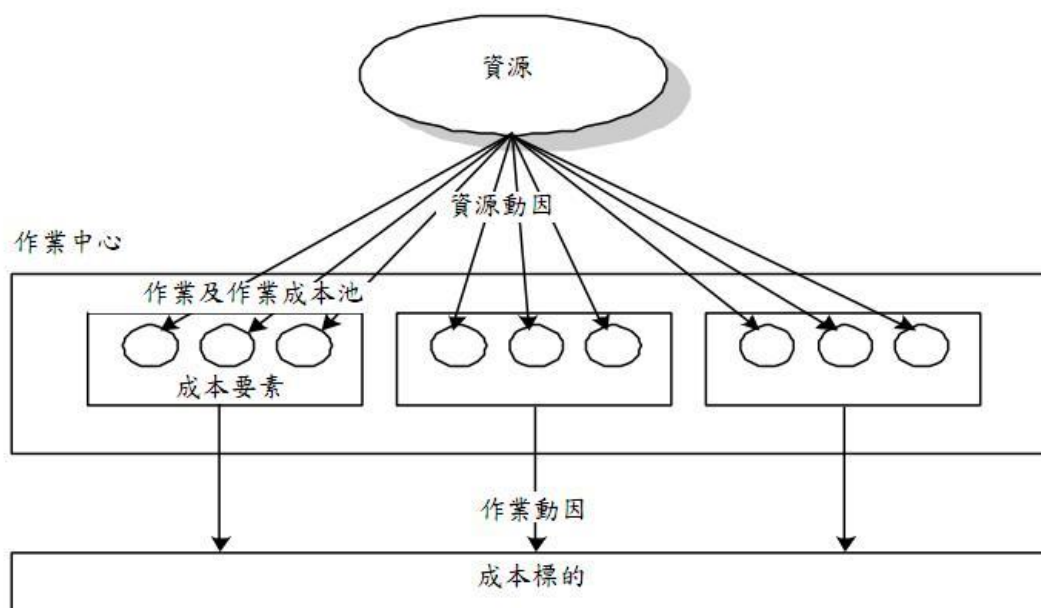 資源
資源動因
作業中心
作業及作業成本池
成本要素
作業動因
成本標的